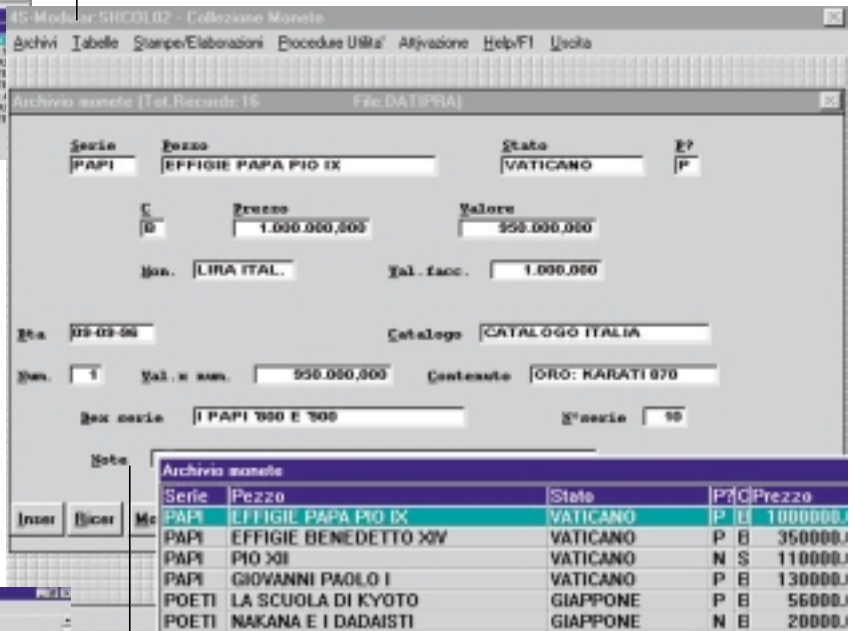 4S-Modular:SHCOL02 - Collezione Monete
Archivi Tabelle Stampe/Elaborazioni Procedure Utilita' Attivazione Help/F1 Uscita
Archivio monete (Tot.Records:16 File:DATIPRA)
Serie Pezzo Stato P?
PAPI EFFIGIE PAPA PIO IX VATICANO P
C Prezzo Valore
B 1.000.000,000 950.000,000
Mon. LIRA ITAL. Val.facc. 1.000,000
Dta 09-09-96 Catalogo CATALOGO ITALIA
Num. 1 Val.x num. 950.000,000 Contenuto ORO: KARATI 870
Dex serie I PAPI '800 E '900 N°serie 10
Note
Inser Ricer
Archivio monete
Serie Pezzo Stato P? C Prezzo
PAPI EFFIGIE PAPA PIO IX VATICANO P B 1000000.
PAPI EFFIGIE BENEDETTO XIV VATICANO P B 350000.
PAPI PIO XII VATICANO N S 110000.
PAPI GIOVANNI PAOLO I VATICANO P B 130000.
POETI LA SCUOLA DI KYOTO GIAPPONE P B 56000.
POETI NAKANA E I DADAISTI GIAPPONE N B 20000.